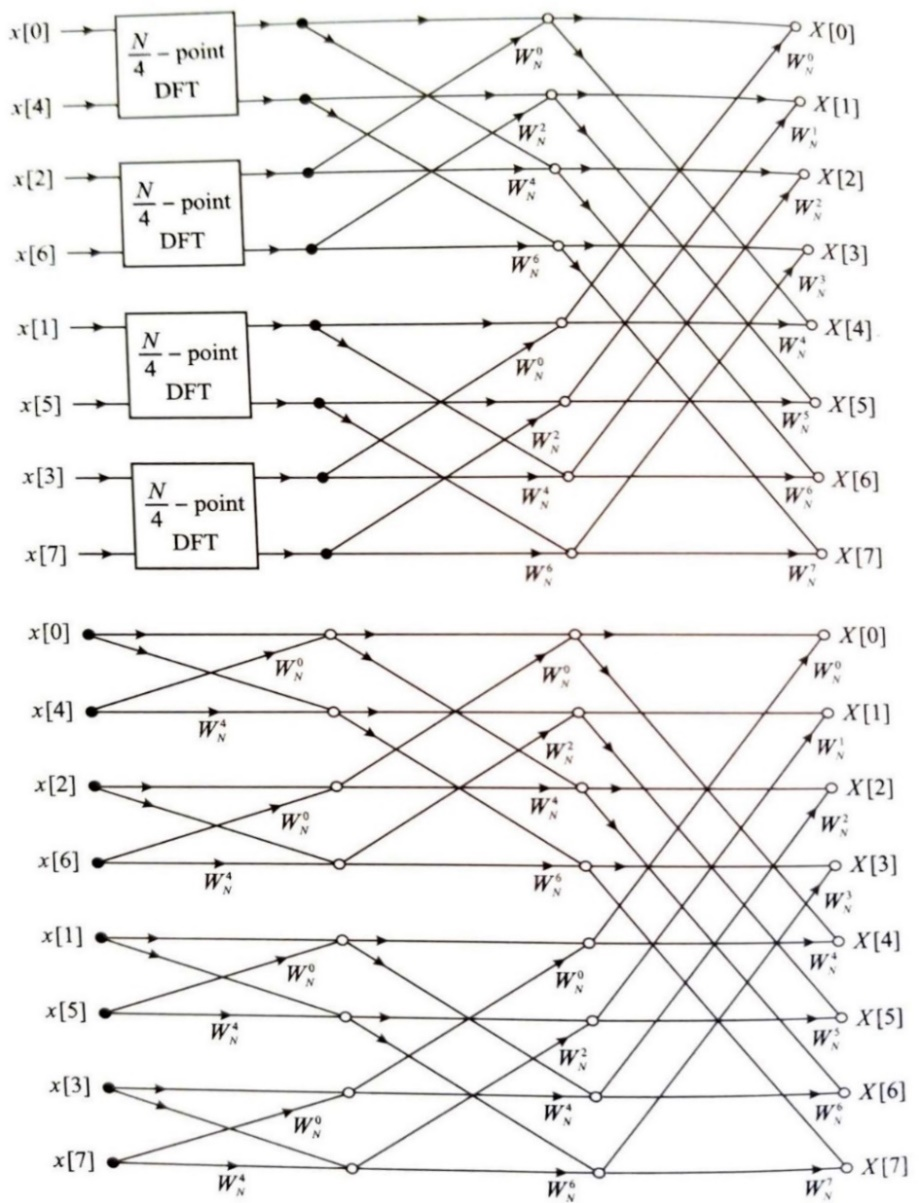 x[0] N/4 – point DFT W_N^0 X[0] W_N^0
x[4] W_N^2 X[1] W_N^1
x[2] N/4 – point DFT W_N^4 X[2] W_N^2
x[6] W_N^6 X[3] W_N^3
x[1] N/4 – point DFT W_N^0 X[4] W_N^4
x[5] W_N^2 X[5] W_N^5
x[3] N/4 – point DFT W_N^4 X[6] W_N^6
x[7] W_N^6 X[7] W_N^7
x[0] W_N^0 W_N^0 X[0] W_N^0
x[4] W_N^4 W_N^2 X[1] W_N^1
x[2] W_N^0 W_N^4 X[2] W_N^2
x[6] W_N^4 W_N^6 X[3] W_N^3
x[1] W_N^0 W_N^0 X[4] W_N^4
x[5] W_N^4 W_N^2 X[5] W_N^5
x[3] W_N^0 W_N^4 X[6] W_N^6
x[7] W_N^4 W_N^6 X[7] W_N^7